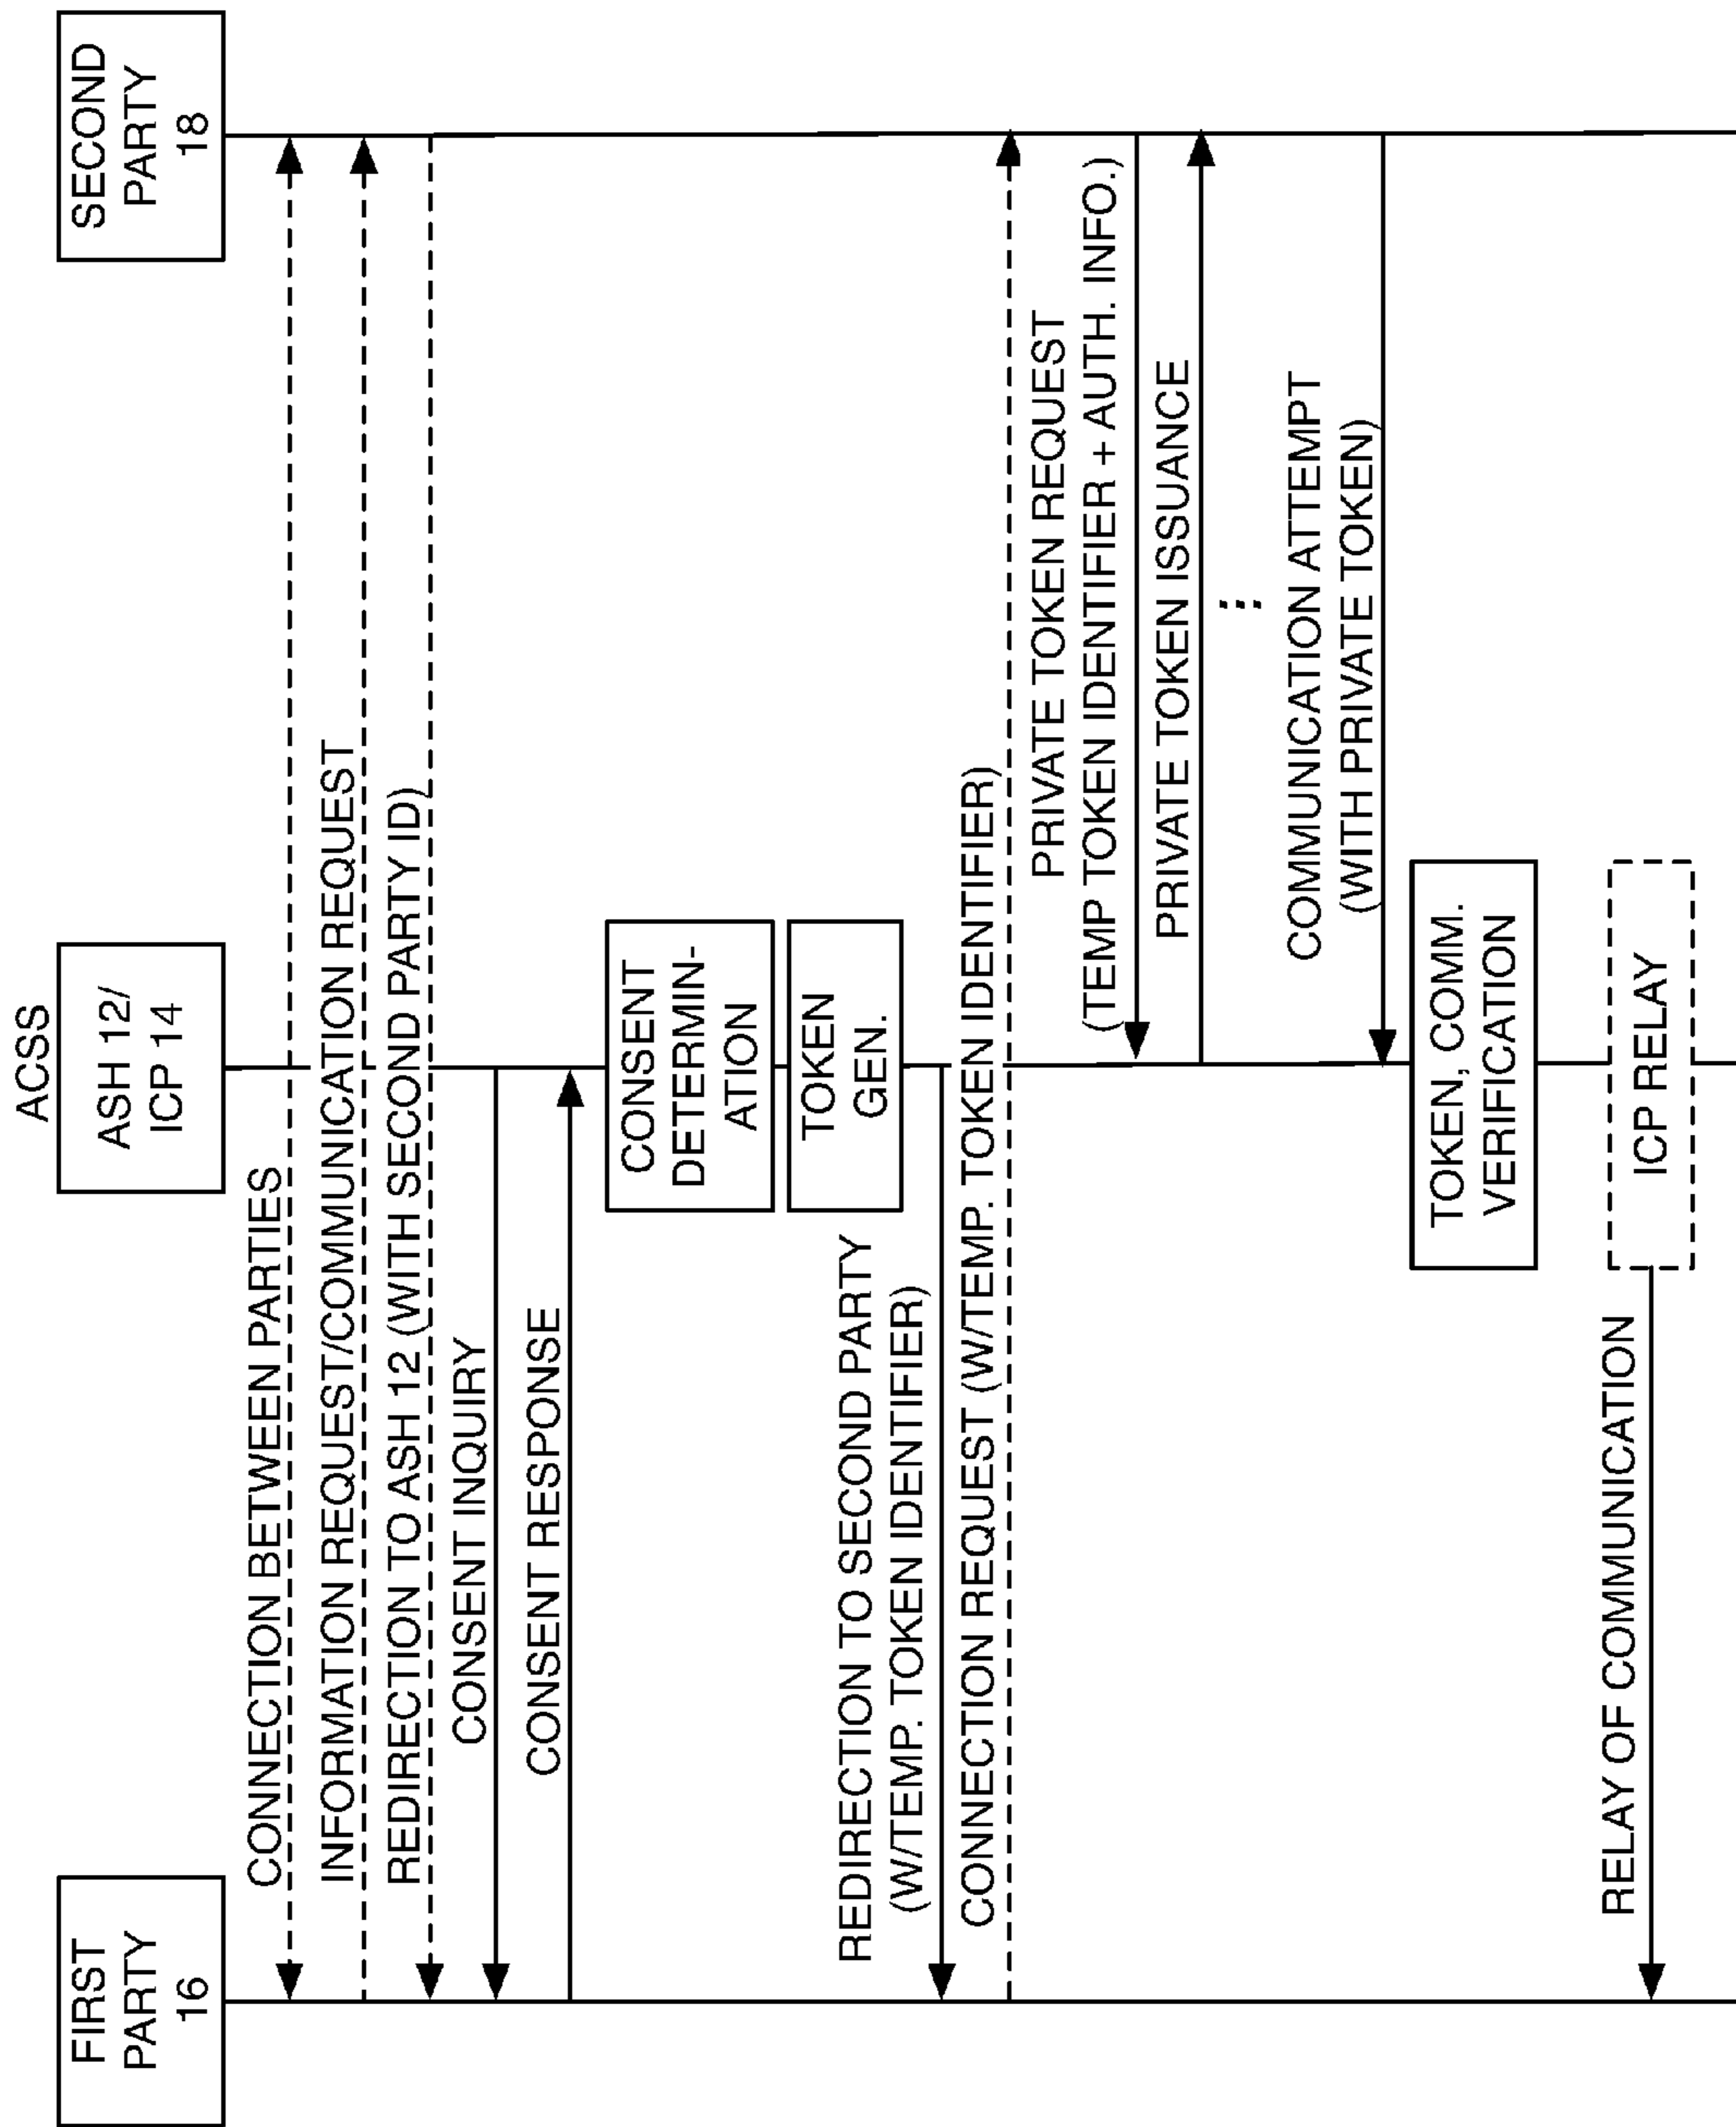 ACSS
FIRST
PARTY
16
ASH 12/
ICP 14
SECOND
PARTY
18
CONNECTION BETWEEN PARTIES
INFORMATION REQUEST/COMMUNICATION REQUEST
REDIRECTION TO ASH 12 (WITH SECOND PARTY ID)
CONSENT INQUIRY
CONSENT RESPONSE
CONSENT
DETERMIN-
ATION
TOKEN
GEN.
REDIRECTION TO SECOND PARTY
(W/TEMP. TOKEN IDENTIFIER)
CONNECTION REQUEST (W/TEMP. TOKEN IDENTIFIER)
PRIVATE TOKEN REQUEST
(TEMP TOKEN IDENTIFIER + AUTH. INFO.)
PRIVATE TOKEN ISSUANCE
COMMUNICATION ATTEMPT
(WITH PRIVATE TOKEN)
TOKEN, COMM.
VERIFICATION
ICP RELAY
RELAY OF COMMUNICATION